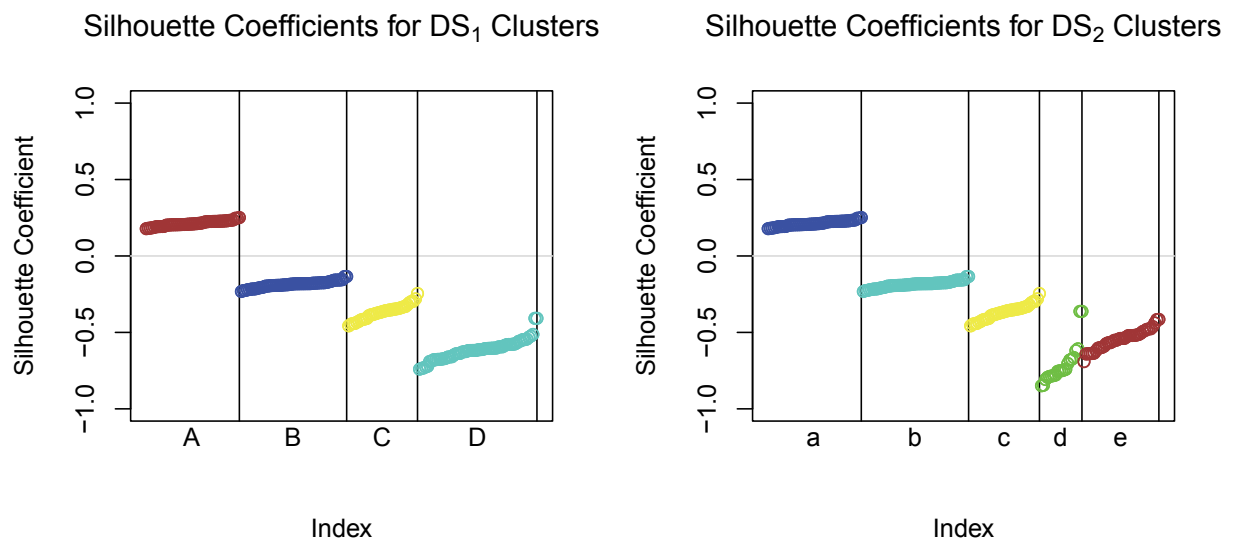 Silhouette Coefficients for DS₁ Clusters
Silhouette Coefficient
1.0
0.5
0.0
−0.5
−1.0
A B C D
Index
Silhouette Coefficients for DS₂ Clusters
Silhouette Coefficient
1.0
0.5
0.0
−0.5
−1.0
a b c d e
Index